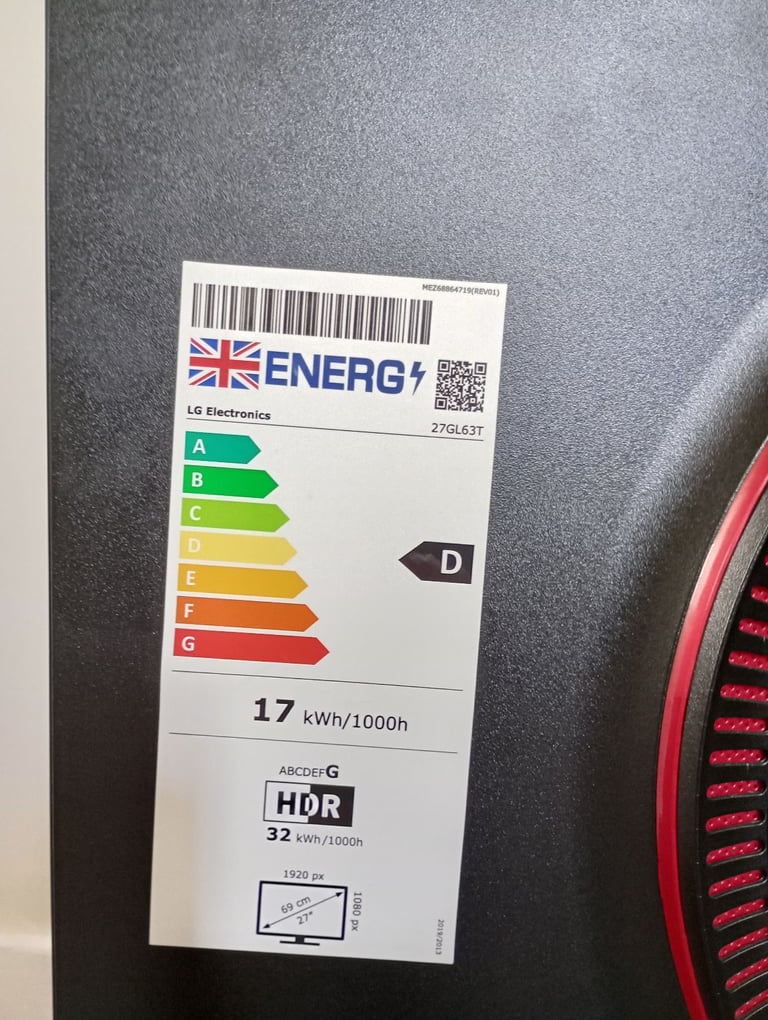 MEZ68864719(REV01)
ENERG
LG Electronics
27GL63T
A
B
C
D
D
E
F
G
17 kWh/1000h
ABCDEFG
HDR
32 kWh/1000h
1920 px
69 cm
27"
1080 px
2019/2013